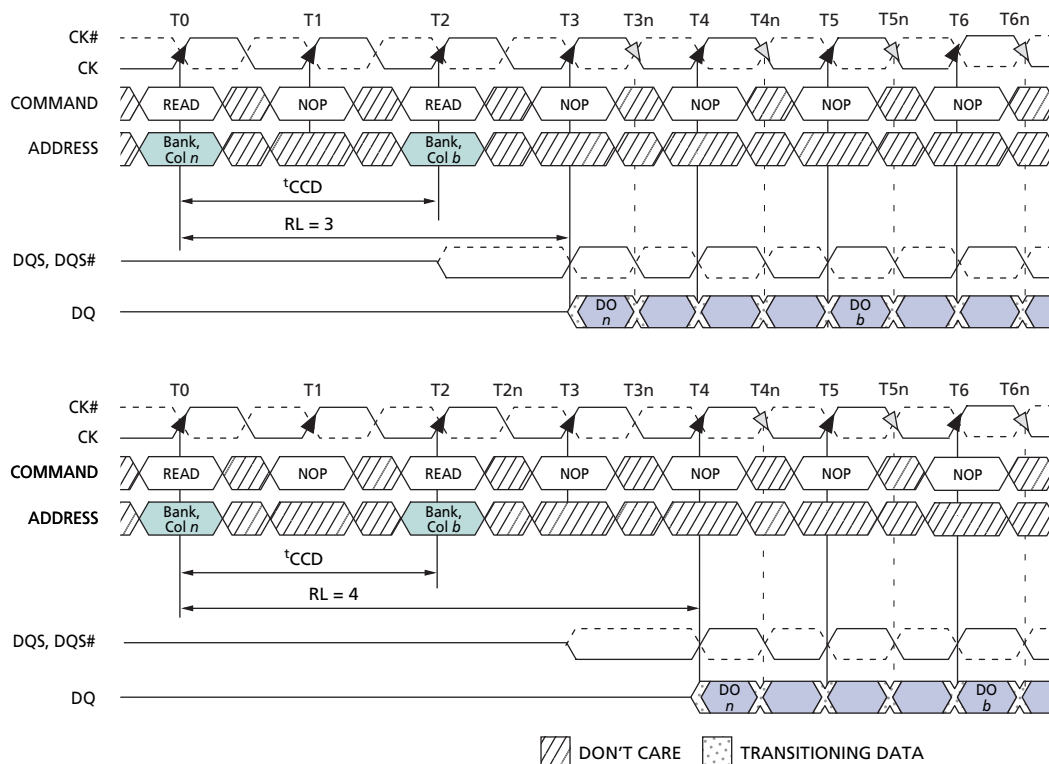 T0 T1 T2 T3 T3n T4 T4n T5 T5n T6 T6n
CK#
CK
COMMAND READ NOP READ NOP NOP NOP NOP
ADDRESS Bank, Col n Bank, Col b
tCCD
RL = 3
DQS, DQS#
DQ DO n DO b
T0 T1 T2 T2n T3 T3n T4 T4n T5 T5n T6 T6n
CK#
CK
COMMAND READ NOP READ NOP NOP NOP NOP
ADDRESS Bank, Col n Bank, Col b
tCCD
RL = 4
DQS, DQS#
DQ DO n DO b
DON'T CARE TRANSITIONING DATA